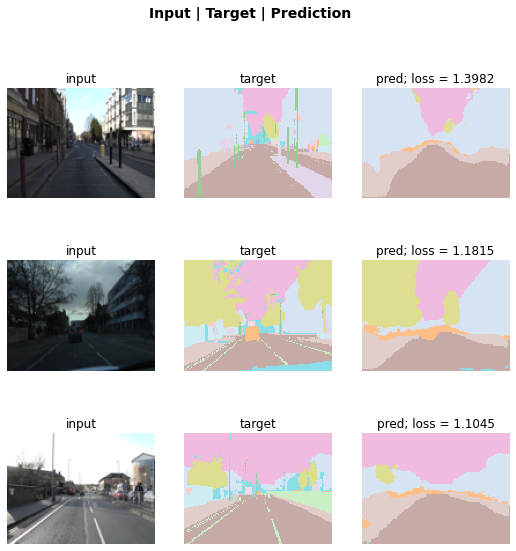 Input | Target | Prediction
input target pred; loss = 1.3982
input target pred; loss = 1.1815
input target pred; loss = 1.1045